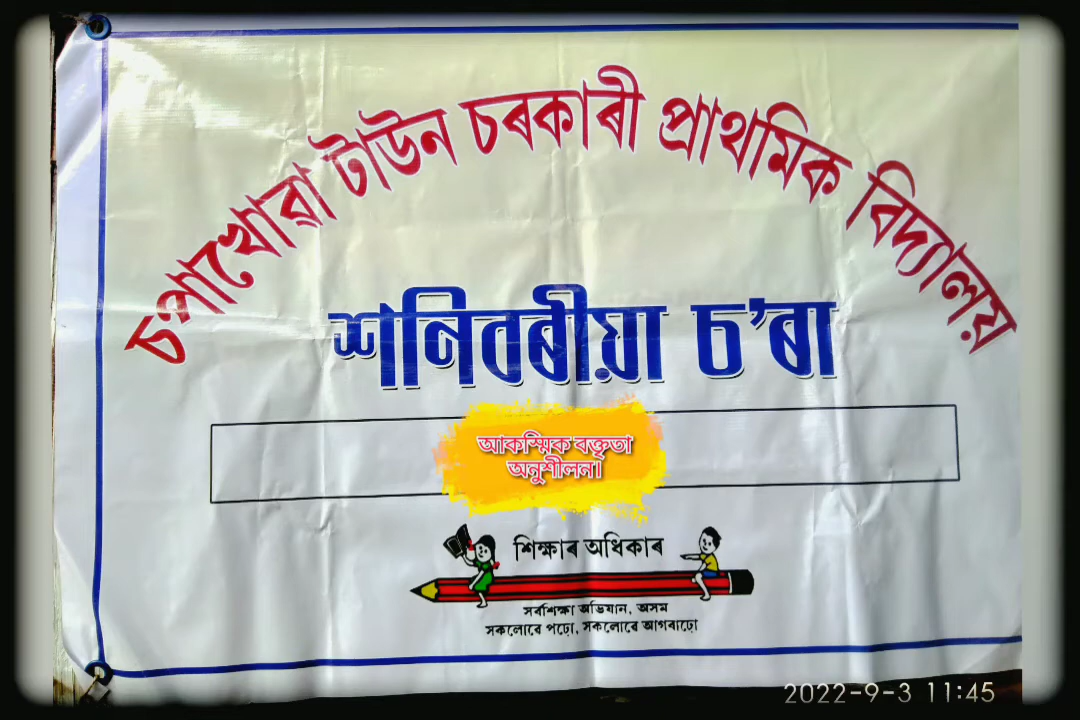 চপাখোৱা টাউন চৰকাৰী প্ৰাথমিক বিদ্যালয়
শনিবৰীয়া চ'ৰা
আকস্মিক বক্তৃতা
অনুশীলন।
শিক্ষাৰ অধিকাৰ
সৰ্বশিক্ষা অভিযান, অসম
সকলোৱে পঢ়ো, সকলোৱে আগবাঢ়ো
2022-9-3 11:45